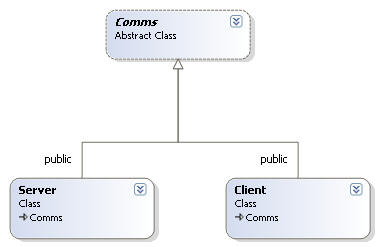 Comms
Abstract Class
public
public
Server
Class
Comms
Client
Class
Comms